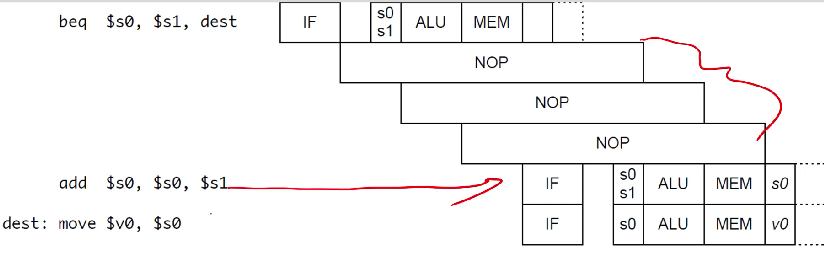 beq $s0, $s1, dest IF s0 s1 ALU MEM
NOP
NOP
NOP
add $s0, $s0, $s1 IF s0 s1 ALU MEM s0
dest: move $v0, $s0 IF s0 ALU MEM v0